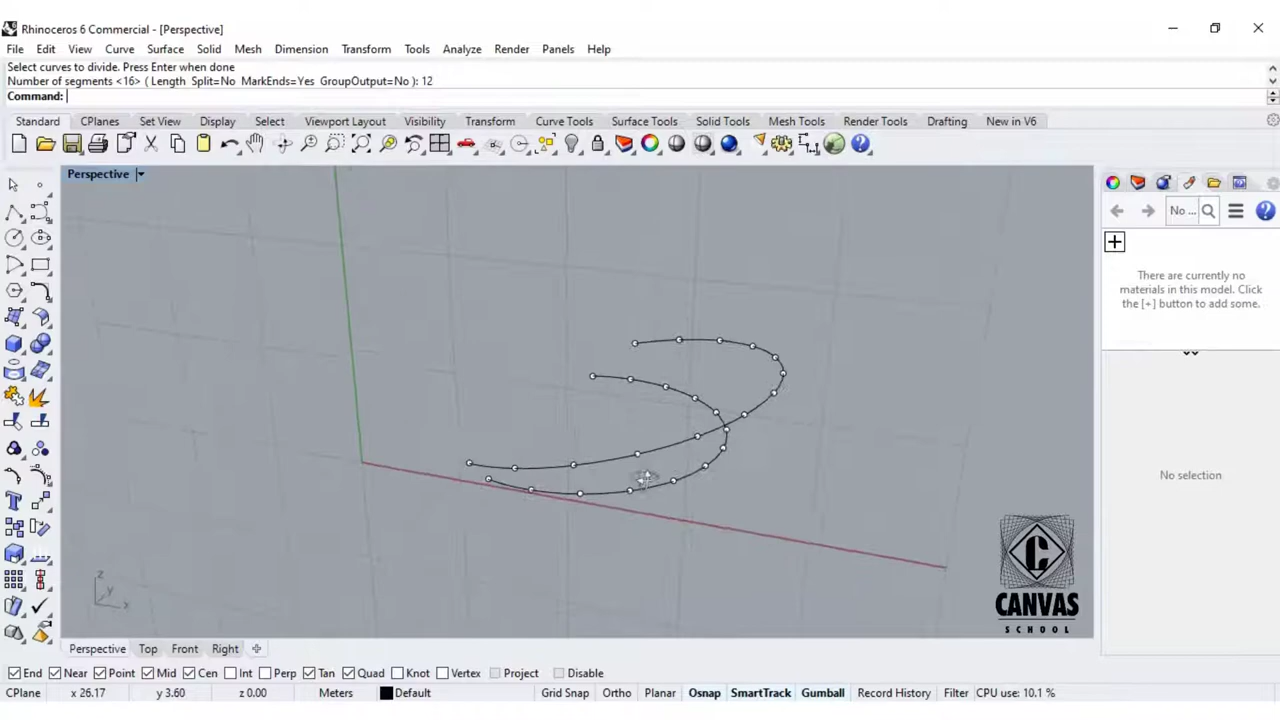 Rhinoceros 6 Commercial - [Perspective]
File Edit View Curve Surface Solid Mesh Dimension Transform Tools Analyze Render Panels Help
Select curves to divide. Press Enter when done
Number of segments <16> ( Length Split=No MarkEnds=Yes GroupOutput=No ): 12
Command:
Standard CPlanes Set View Display Select Viewport Layout Visibility Transform Curve Tools Surface Tools Solid Tools Mesh Tools Render Tools Drafting New in V6
Perspective
No ...
There are currently no
materials in this model. Click
the [+] button to add some.
No selection
z
y
x
C
CANVAS
SCHOOL
Perspective Top Front Right
End Near Point Mid Cen Int Perp Tan Quad Knot Vertex Project Disable
CPlane x 26.17 y 3.60 z 0.00 Meters Default Grid Snap Ortho Planar Osnap SmartTrack Gumball Record History Filter CPU use: 10.1 %